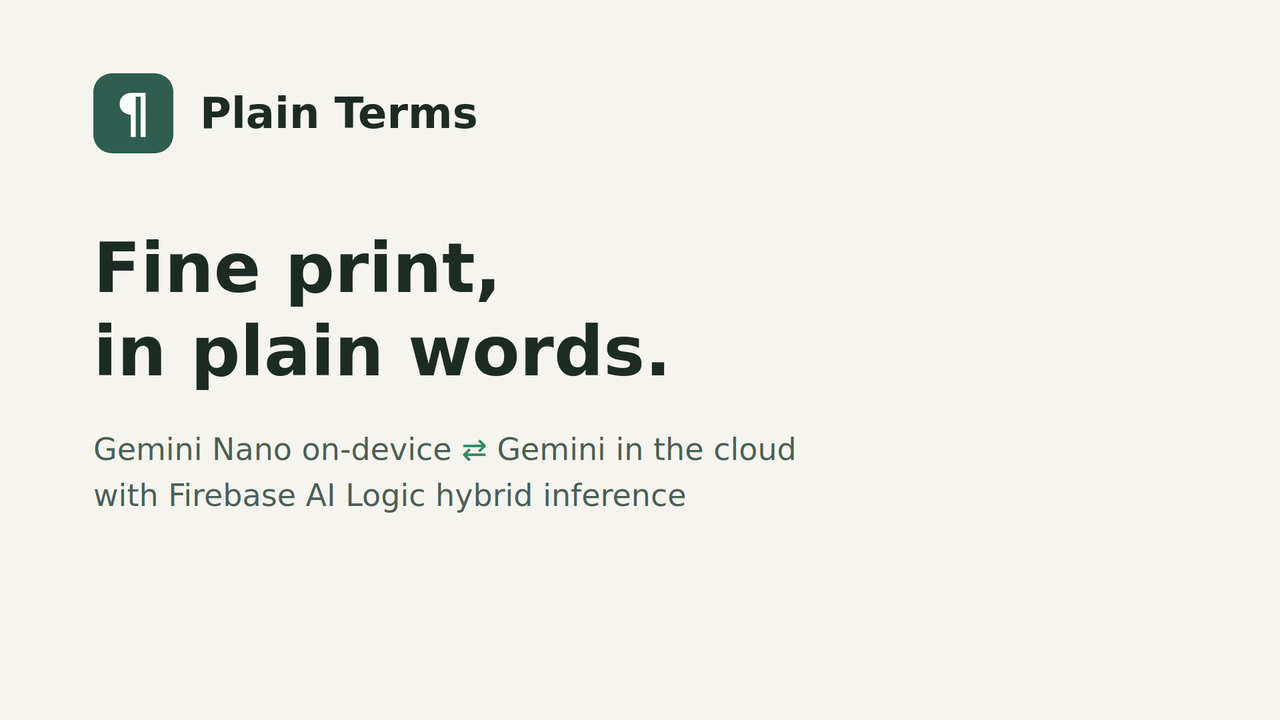 ¶ Plain Terms
Fine print,
in plain words.
Gemini Nano on-device ⇄ Gemini in the cloud
with Firebase AI Logic hybrid inference